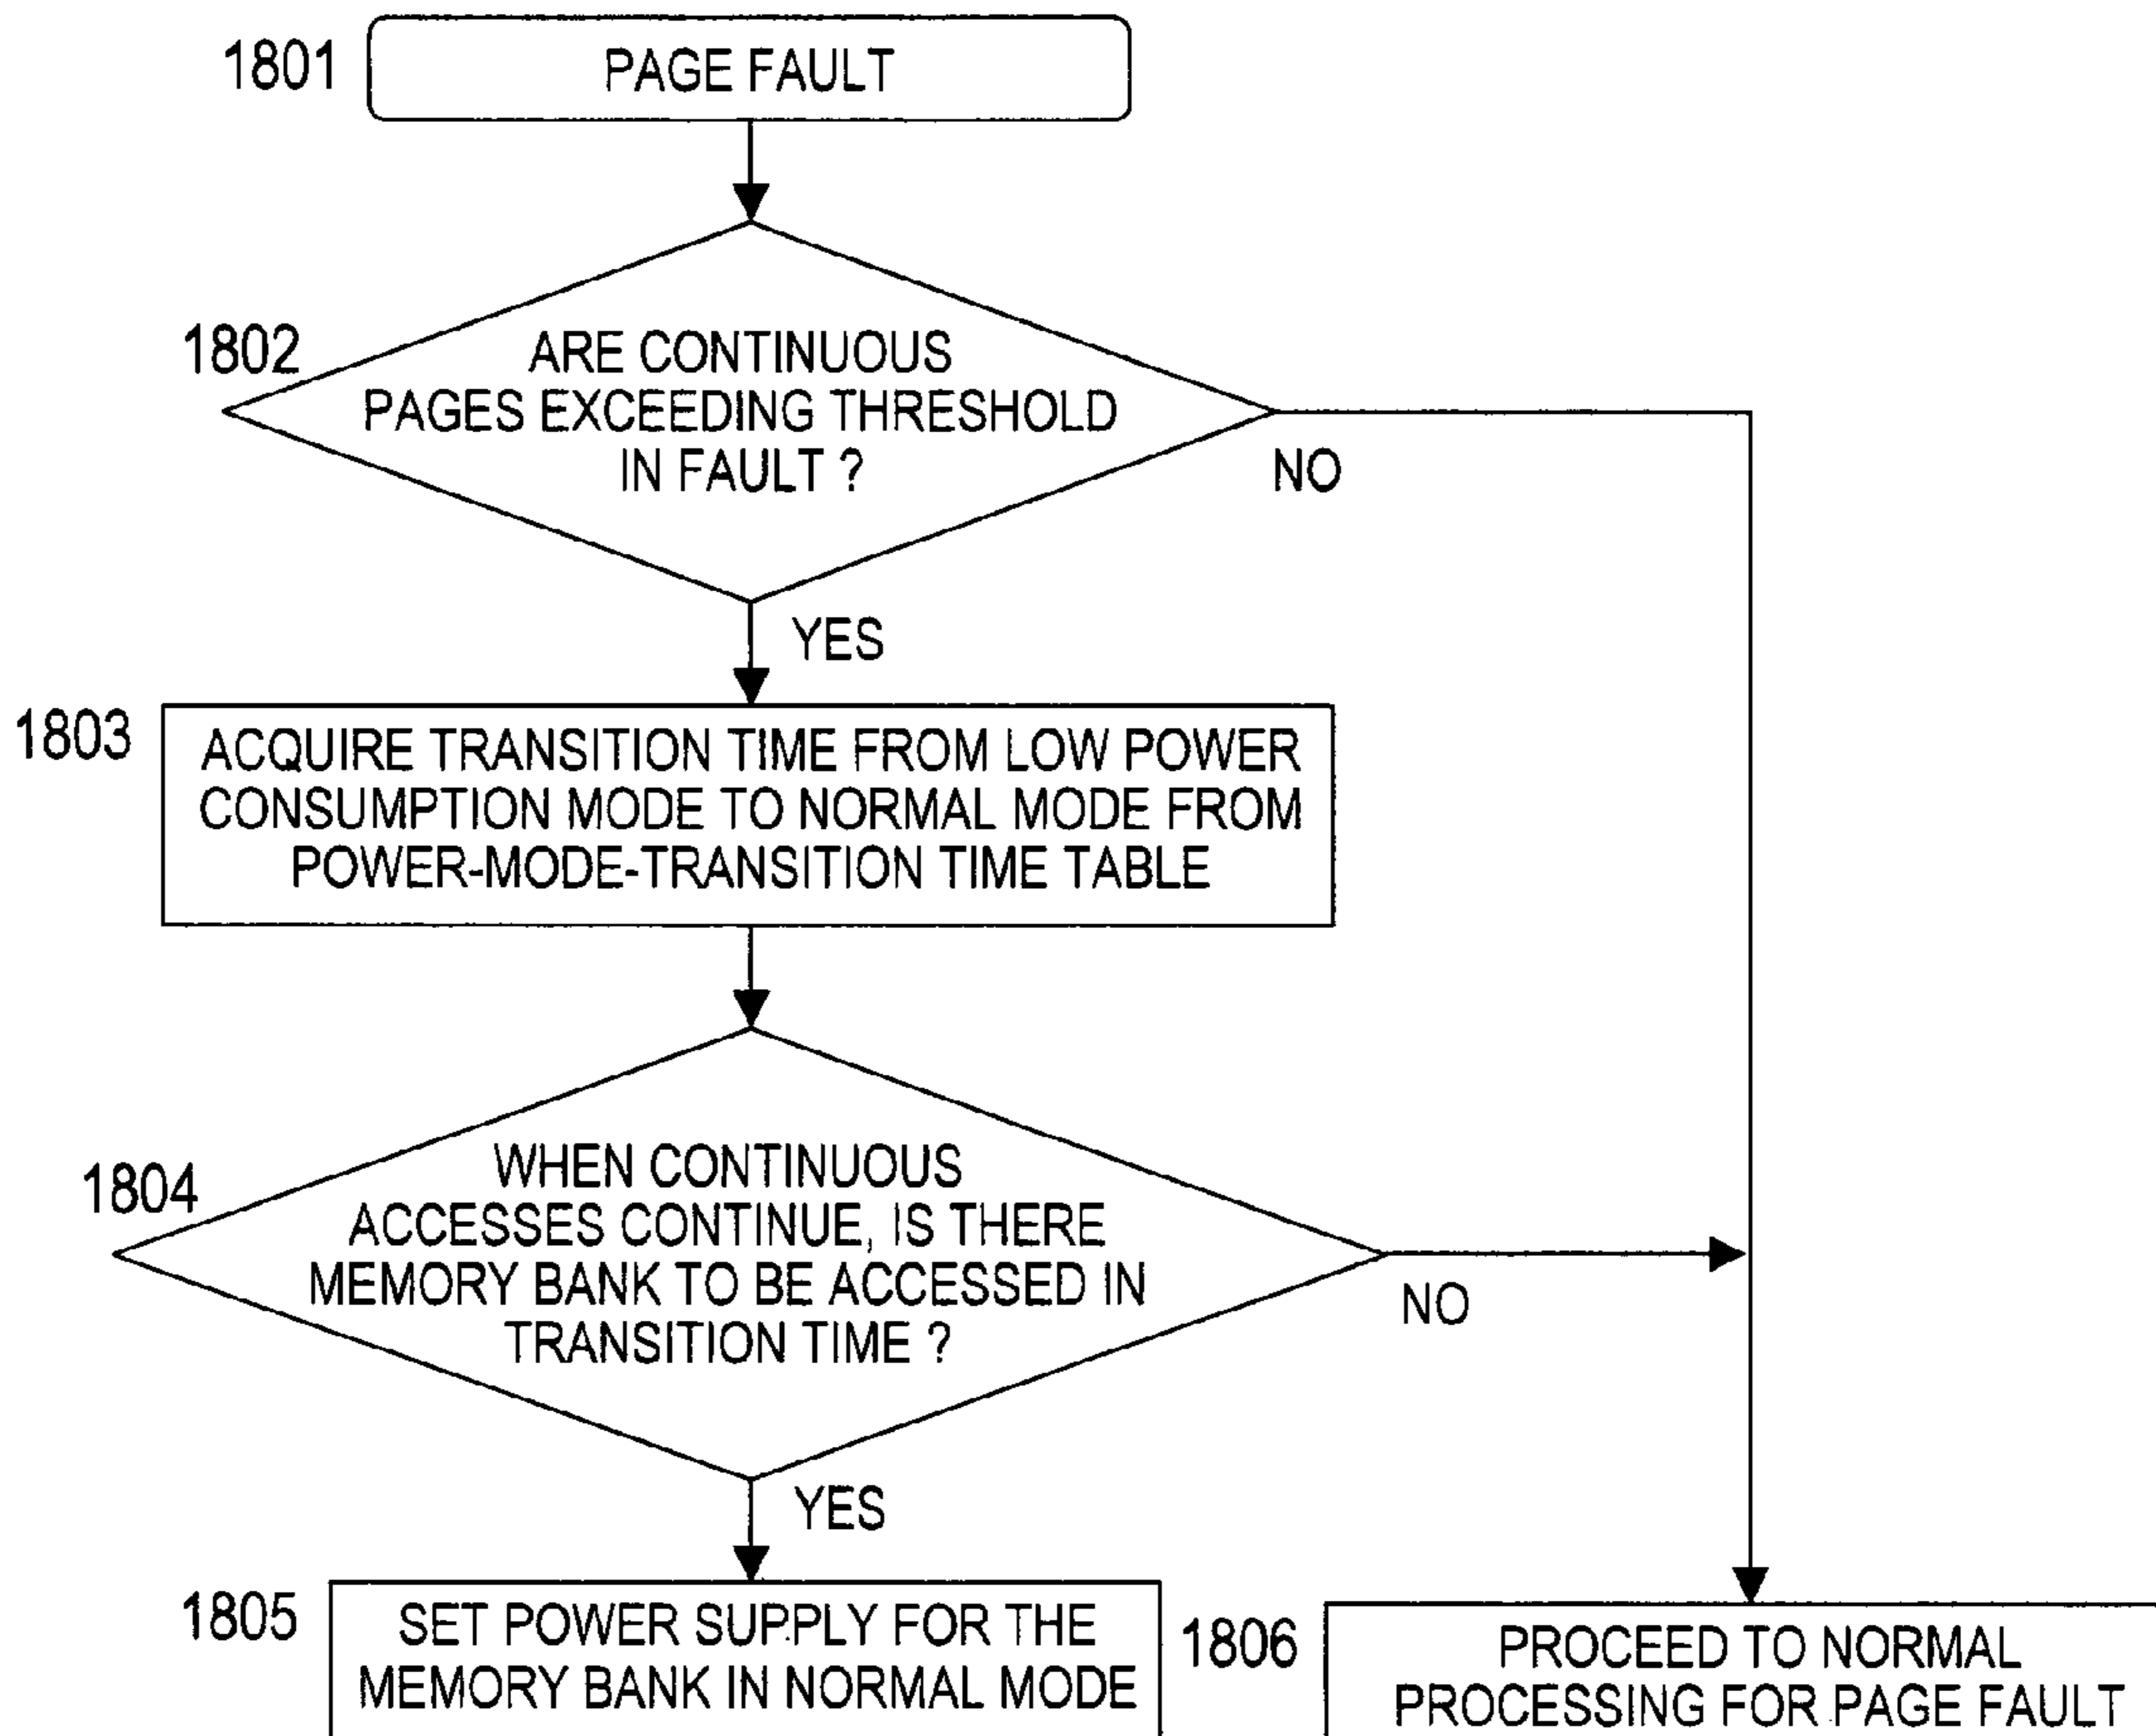 1801
PAGE FAULT
1802
ARE CONTINUOUS
PAGES EXCEEDING THRESHOLD
IN FAULT ?
NO
YES
1803
ACQUIRE TRANSITION TIME FROM LOW POWER
CONSUMPTION MODE TO NORMAL MODE FROM
POWER-MODE-TRANSITION TIME TABLE
1804
WHEN CONTINUOUS
ACCESSES CONTINUE, IS THERE
MEMORY BANK TO BE ACCESSED IN
TRANSITION TIME ?
NO
YES
1805
SET POWER SUPPLY FOR THE
MEMORY BANK IN NORMAL MODE
1806
PROCEED TO NORMAL
PROCESSING FOR PAGE FAULT